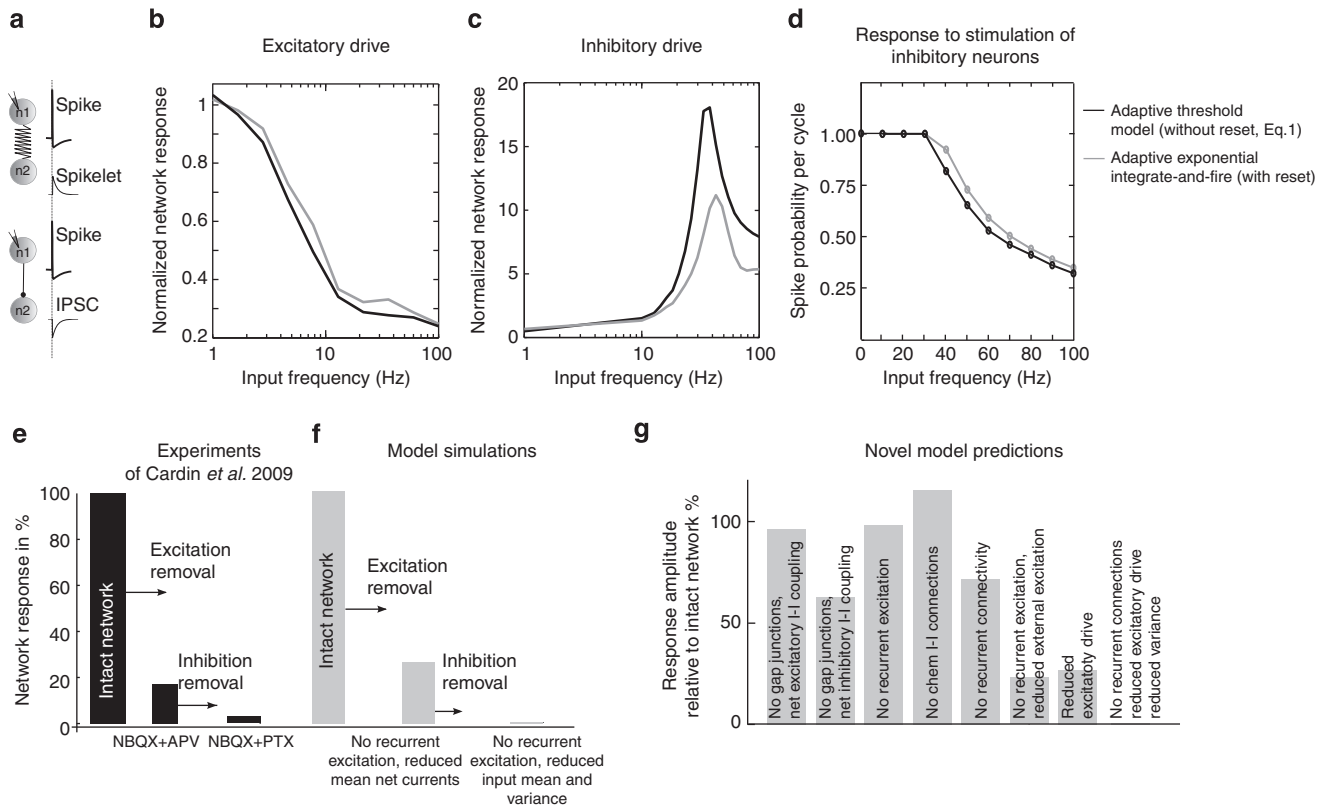 a
n1
Spike
n2
Spikelet
n1
Spike
n2
IPSC
b
Excitatory drive
Normalized network response
1
0.8
0.6
0.4
0.2
1
10
100
Input frequency (Hz)
c
Inhibitory drive
Normalized network response
20
15
10
5
0
1
10
100
Input frequency (Hz)
d
Response to stimulation of
inhibitory neurons
Spike probability per cycle
1.00
0.75
0.50
0.25
0
20
40
60
80
100
Input frequency (Hz)
Adaptive threshold
model (without reset, Eq.1)
Adaptive exponential
integrate-and-fire (with reset)
e
Experiments
of Cardin et al. 2009
Network response in %
100
80
60
40
20
0
Intact network
Excitation
removal
Inhibition
removal
NBQX+APV
NBQX+PTX
f
Model simulations
Intact network
Excitation
removal
Inhibition
removal
No recurrent
excitation, reduced
mean net currents
No recurrent
excitation, reduced
input mean and
variance
g
Novel model predictions
Response amplitude
relative to intact network %
100
50
0
No gap junctions,
net excitatory I-I coupling
No gap junctions,
net inhibitory I-I coupling
No recurrent excitation
No chem I-I connections
No recurrent connectivity
No recurrent excitation,
reduced external excitation
Reduced
excitatoty drive
No recurrent connections
reduced excitatory drive
reduced variance